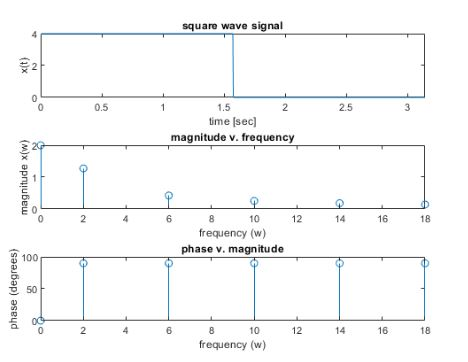 square wave signal
4
2
0
x(t)
0 0.5 1 1.5 2 2.5 3
time [sec]
magnitude v. frequency
2
1
0
magnitude x(w)
0 2 4 6 8 10 12 14 16 18
frequency (w)
phase v. magnitude
100
50
0
phase (degrees)
0 2 4 6 8 10 12 14 16 18
frequency (w)